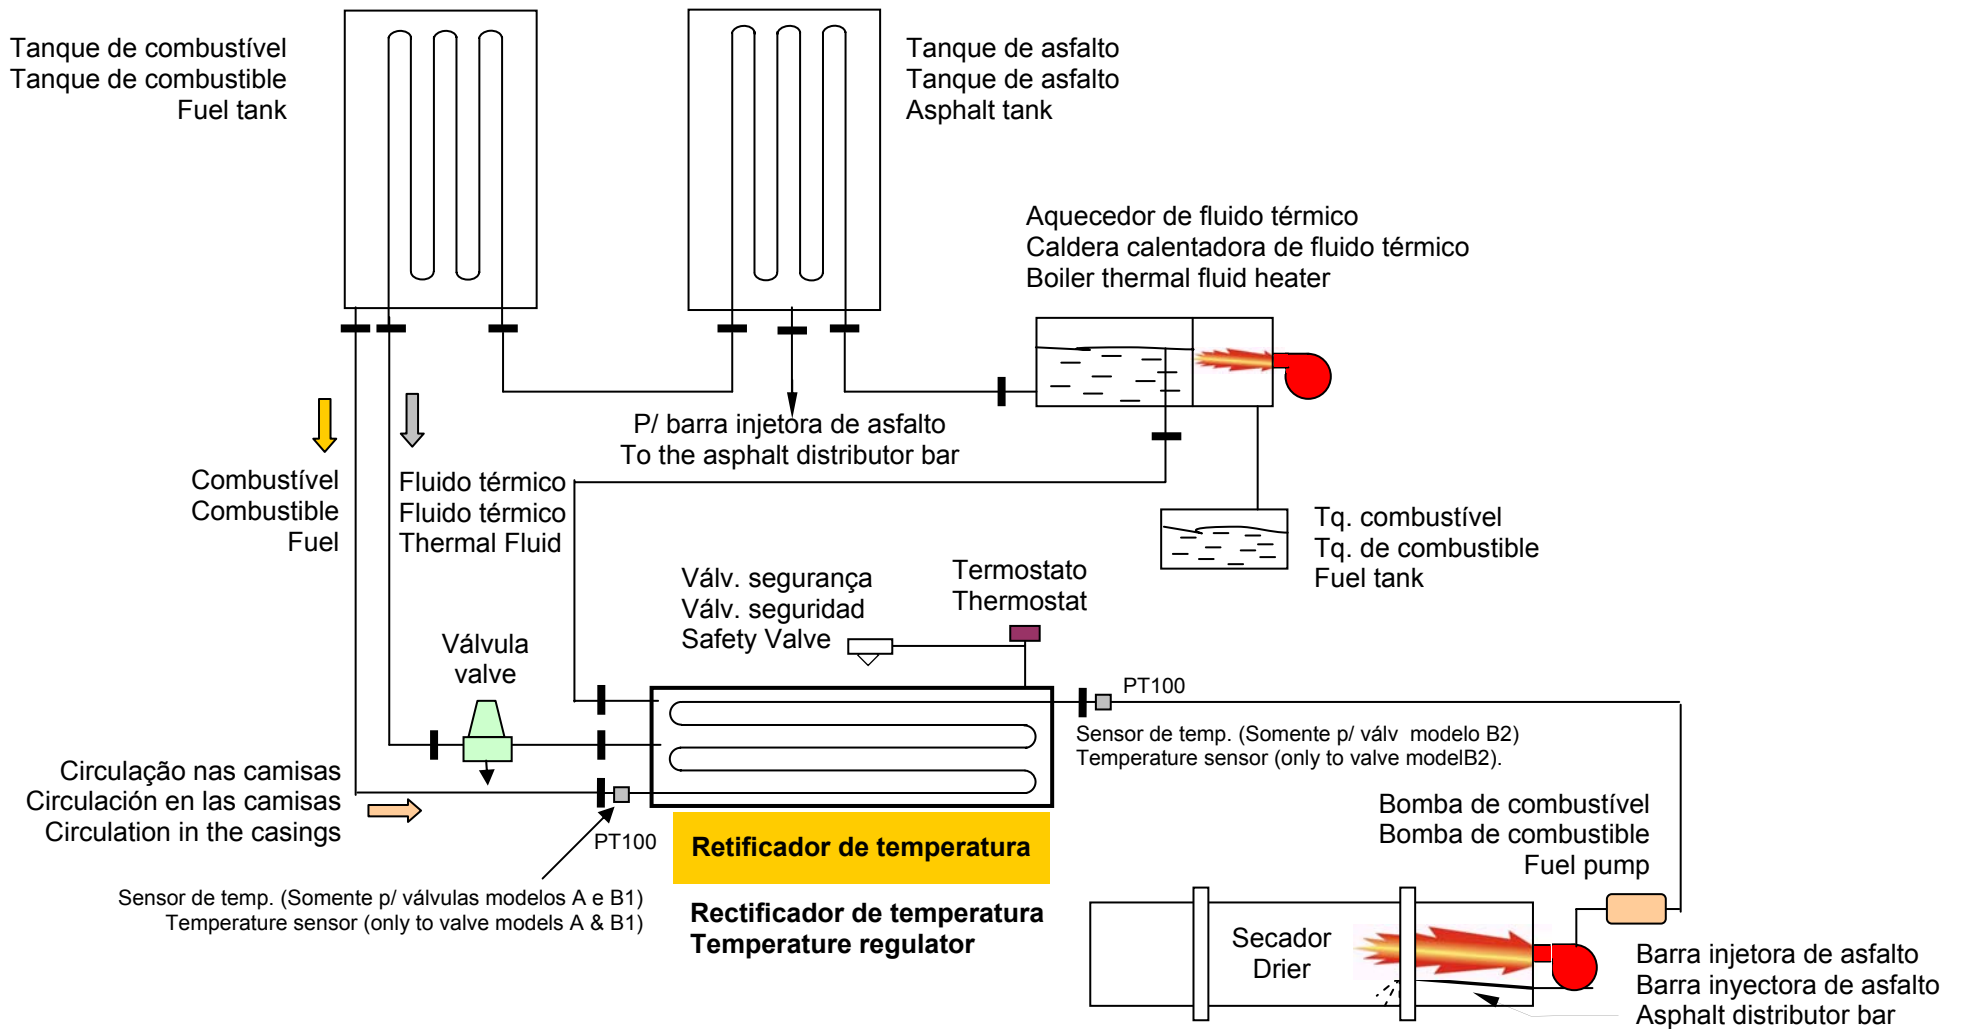 Tanque de combustível
Tanque de combustible
Fuel tank
Tanque de asfalto
Tanque de asfalto
Asphalt tank
Aquecedor de fluido térmico
Caldera calentadora de fluido térmico
Boiler thermal fluid heater
P/ barra injetora de asfalto
To the asphalt distributor bar
Combustível
Combustible
Fuel
Fluido térmico
Fluido térmico
Thermal Fluid
Tq. combustível
Tq. de combustible
Fuel tank
Válv. segurança
Válv. seguridad
Safety Valve
Termostato
Thermostat
Válvula
valve
PT100
Sensor de temp. (Somente p/ válv modelo B2)
Temperature sensor (only to valve modelB2).
Circulação nas camisas
Circulación en las camisas
Circulation in the casings
PT100
Sensor de temp. (Somente p/ válvulas modelos A e B1)
Temperature sensor (only to valve models A & B1)
Retificador de temperatura
Rectificador de temperatura
Temperature regulator
Bomba de combustível
Bomba de combustible
Fuel pump
Secador
Drier
Barra injetora de asfalto
Barra inyectora de asfalto
Asphalt distributor bar